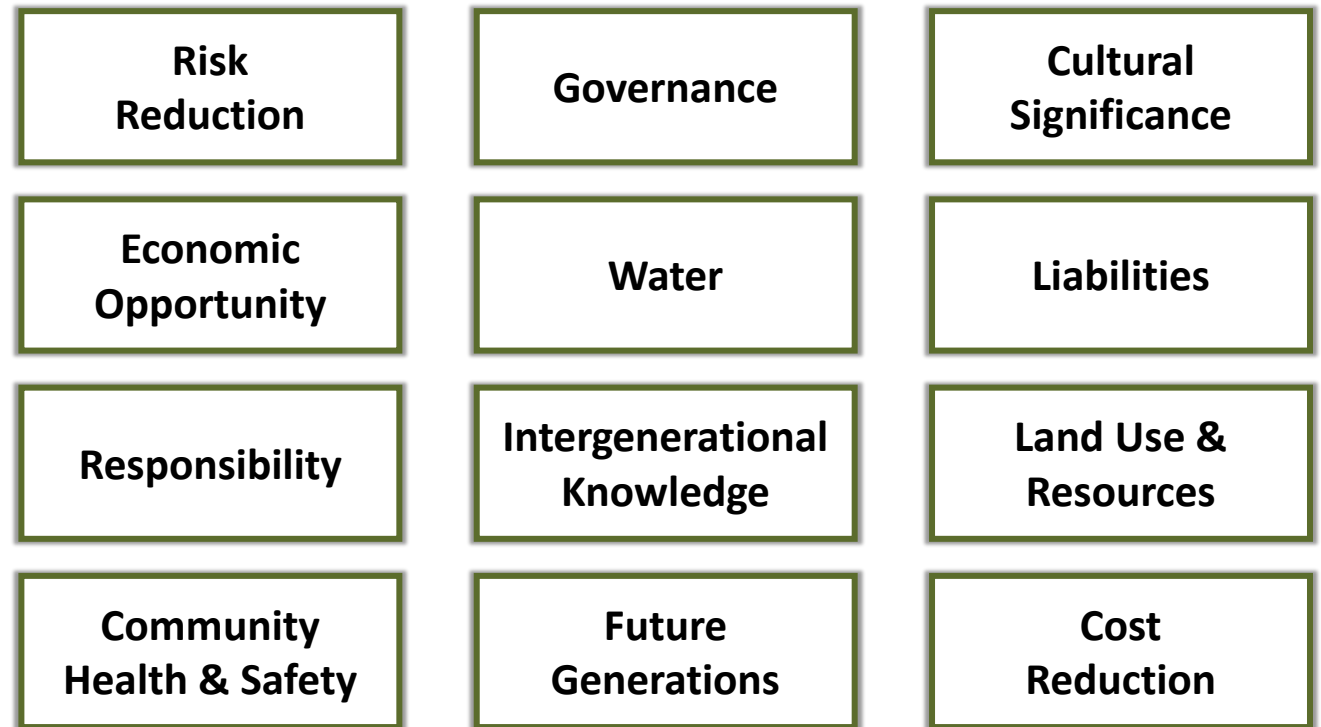 Risk
Reduction
Governance
Cultural
Significance
Economic
Opportunity
Water
Liabilities
Responsibility
Intergenerational
Knowledge
Land Use &
Resources
Community
Health & Safety
Future
Generations
Cost
Reduction